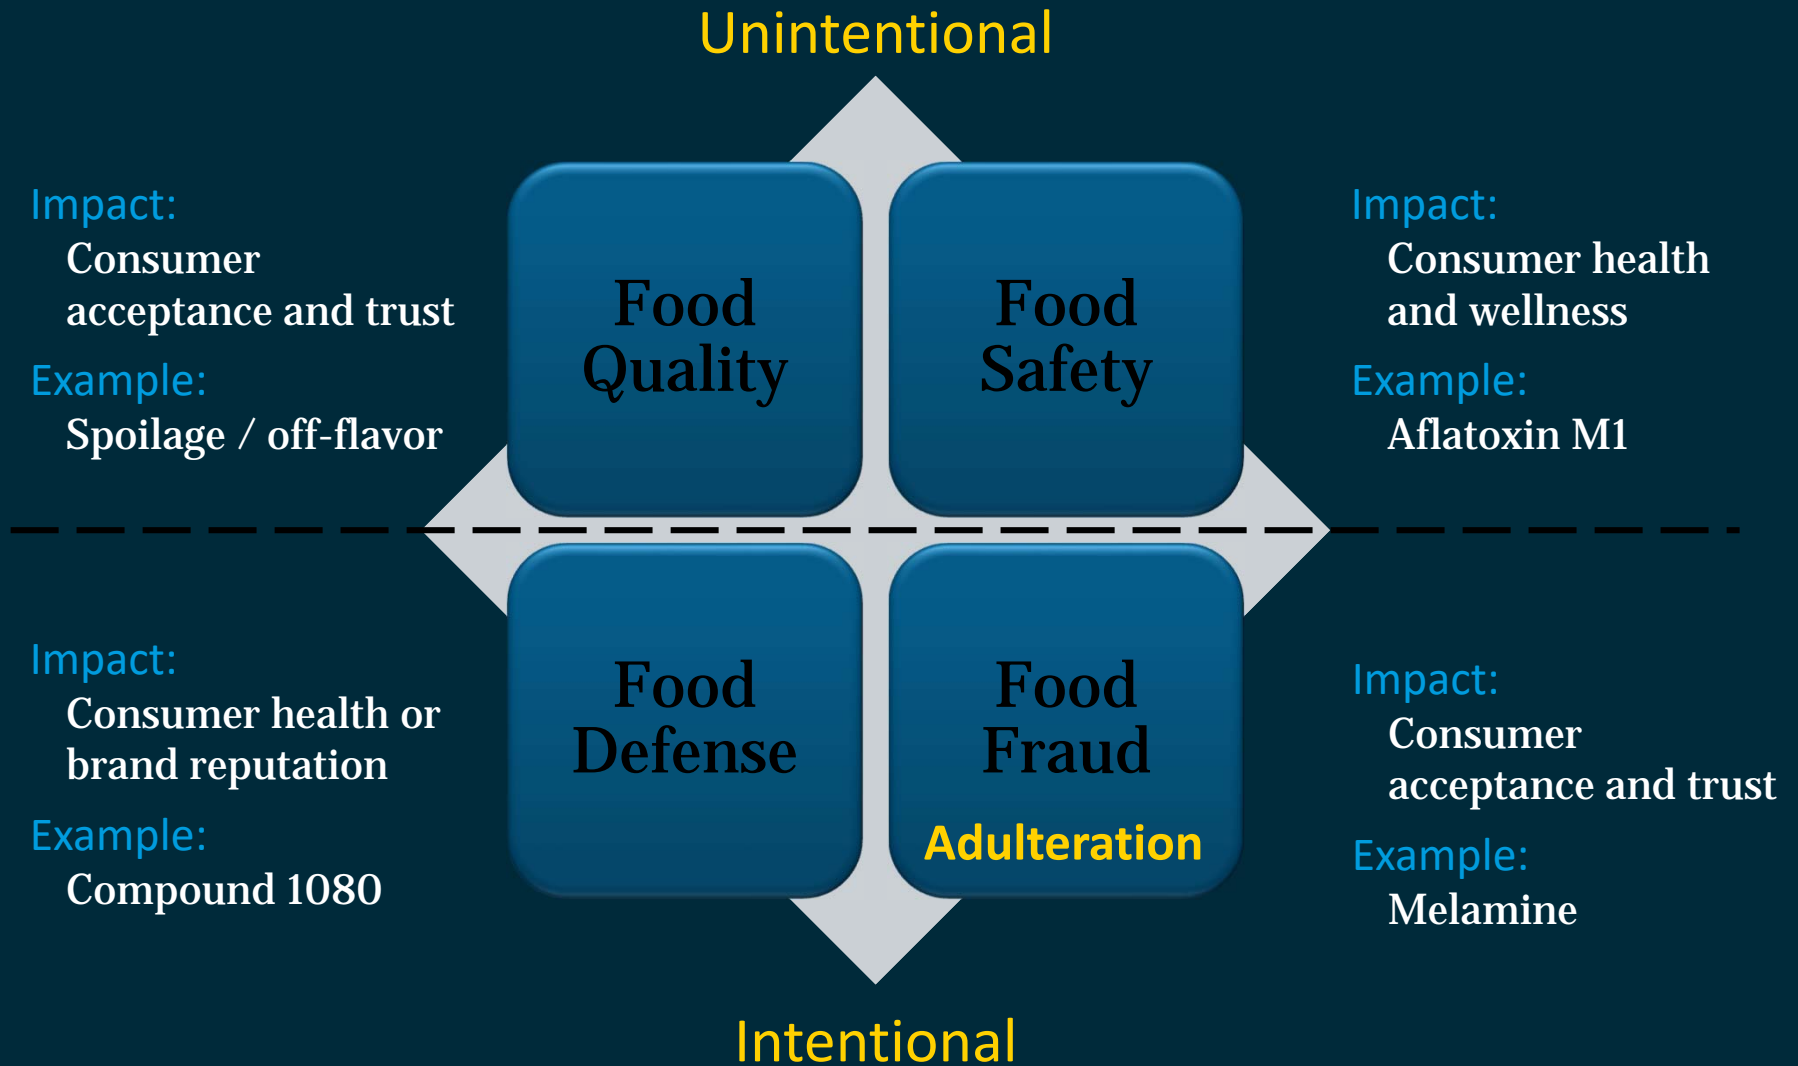 Unintentional
Impact:
Consumer
acceptance and trust
Example:
Spoilage / off-flavor
Food
Quality
Food
Safety
Impact:
Consumer health
and wellness
Example:
Aflatoxin M1
Impact:
Consumer health or
brand reputation
Example:
Compound 1080
Food
Defense
Food
Fraud
Adulteration
Impact:
Consumer
acceptance and trust
Example:
Melamine
Intentional